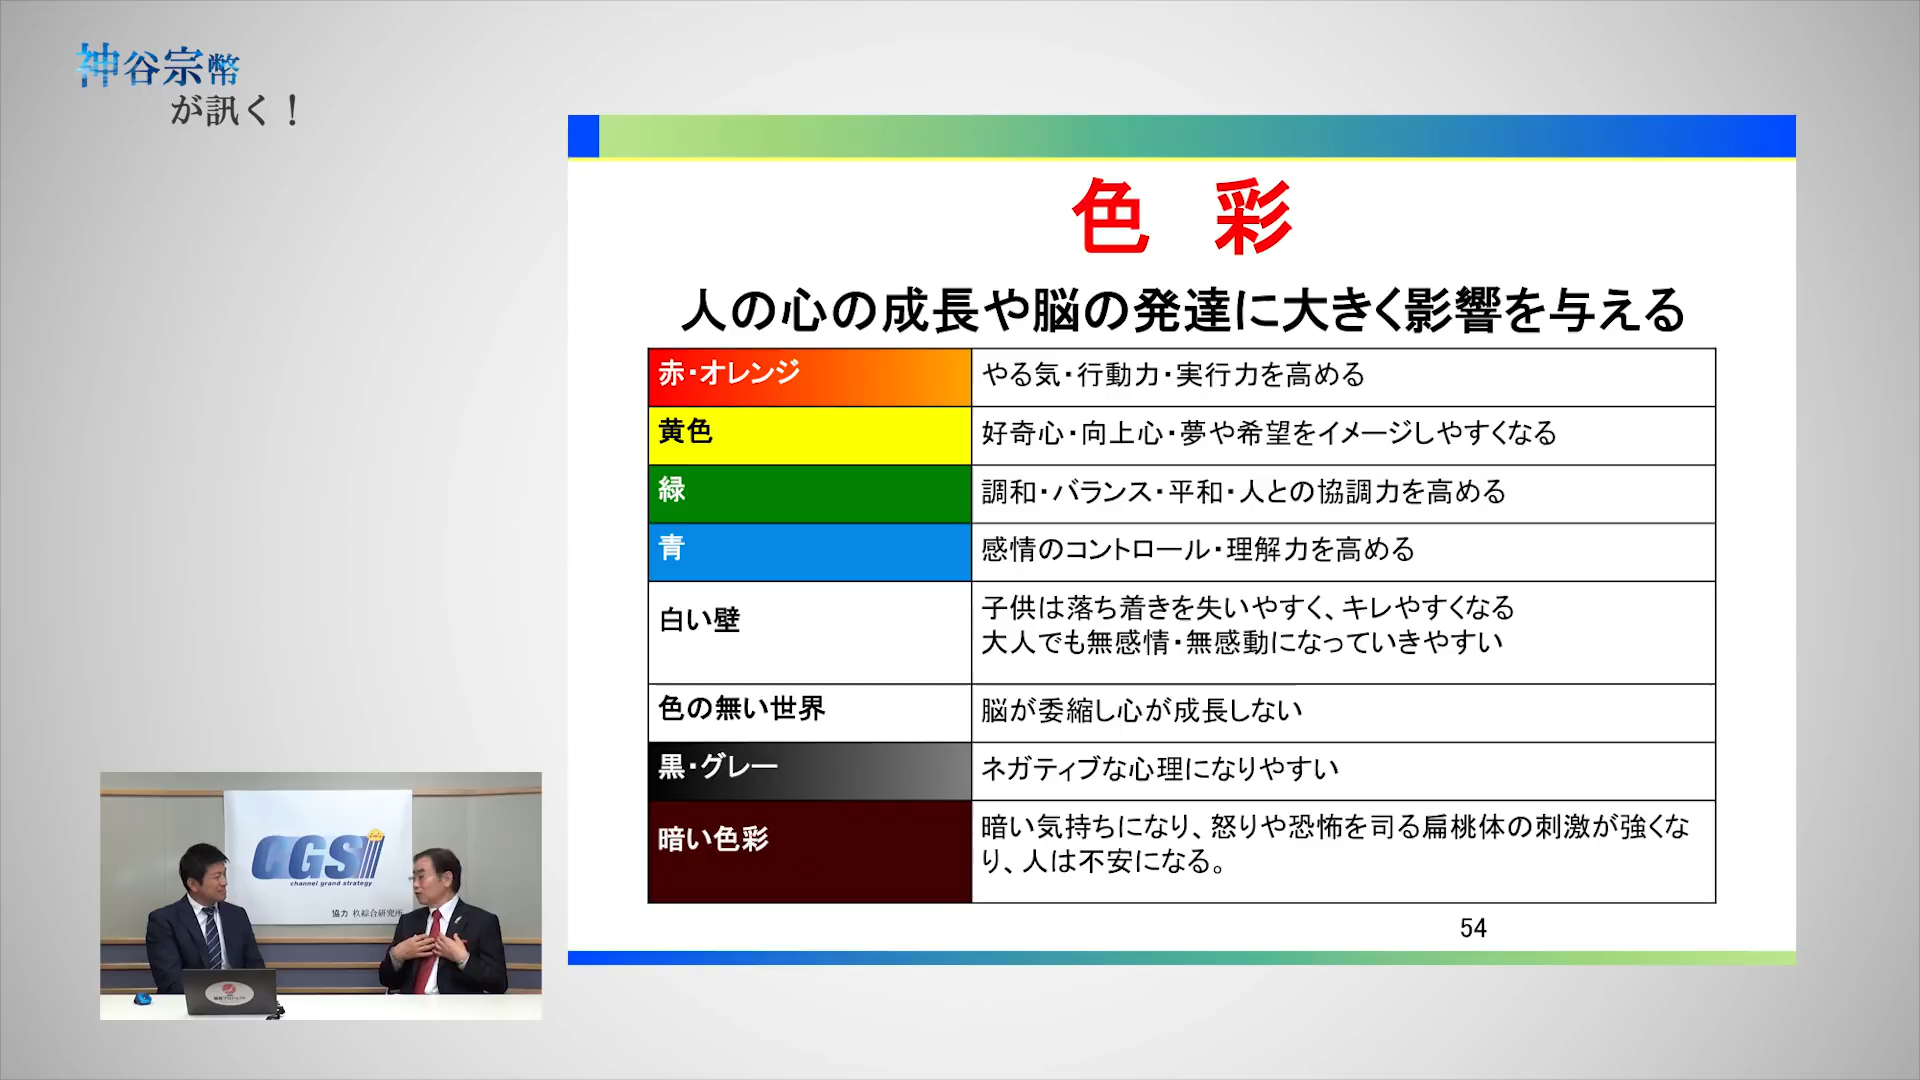 神谷宗幣
が訊く！
色　彩
人の心の成長や脳の発達に大きく影響を与える
赤・オレンジ
やる気・行動力・実行力を高める
黄色
好奇心・向上心・夢や希望をイメージしやすくなる
緑
調和・バランス・平和・人との協調力を高める
青
感情のコントロール・理解力を高める
白い壁
子供は落ち着きを失いやすく、キレやすくなる
大人でも無感情・無感動になっていきやすい
色の無い世界
脳が委縮し心が成長しない
黒・グレー
ネガティブな心理になりやすい
暗い色彩
暗い気持ちになり、怒りや恐怖を司る扁桃体の刺激が強くな
り、人は不安になる。
54
CGS
channel grand strategy
協力 杦綜合研究所